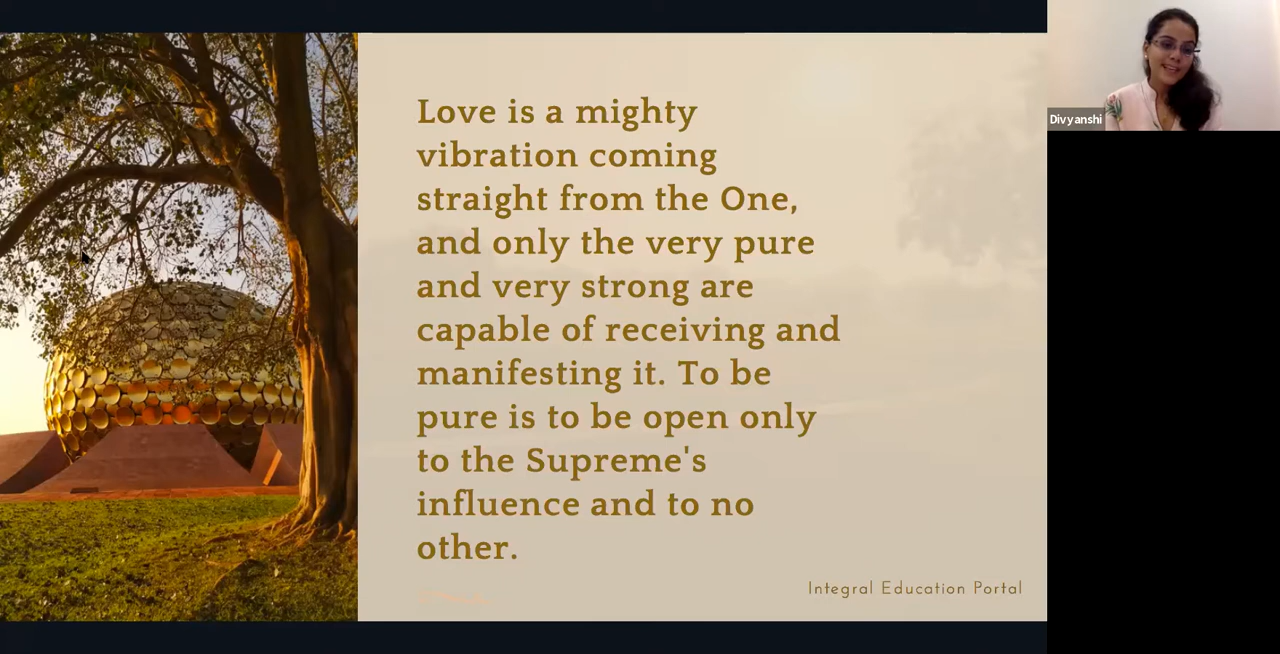 Love is a mighty
vibration coming
straight from the One,
and only the very pure
and very strong are
capable of receiving and
manifesting it. To be
pure is to be open only
to the Supreme's
influence and to no
other.
Integral Education Portal
Divyanshi